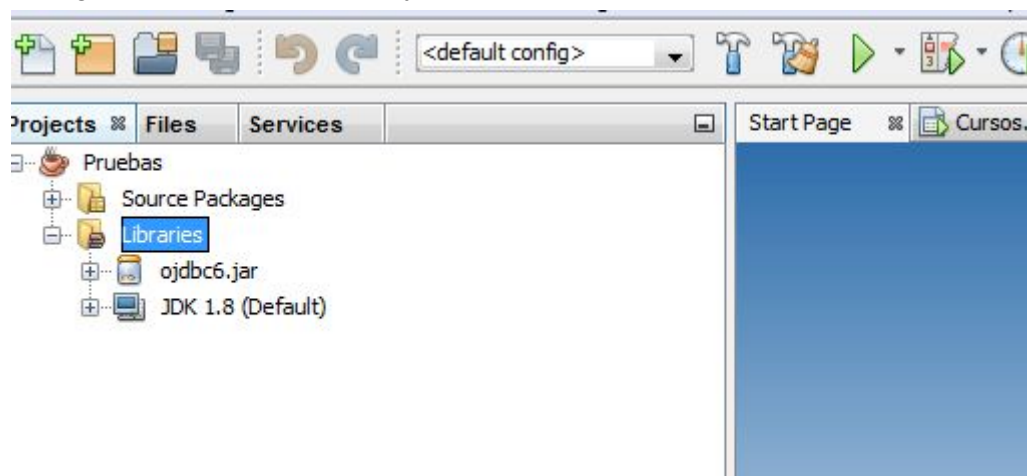 <default config>
Projects Files Services
Start Page Cursos.
Pruebas
Source Packages
Libraries
ojdbc6.jar
JDK 1.8 (Default)